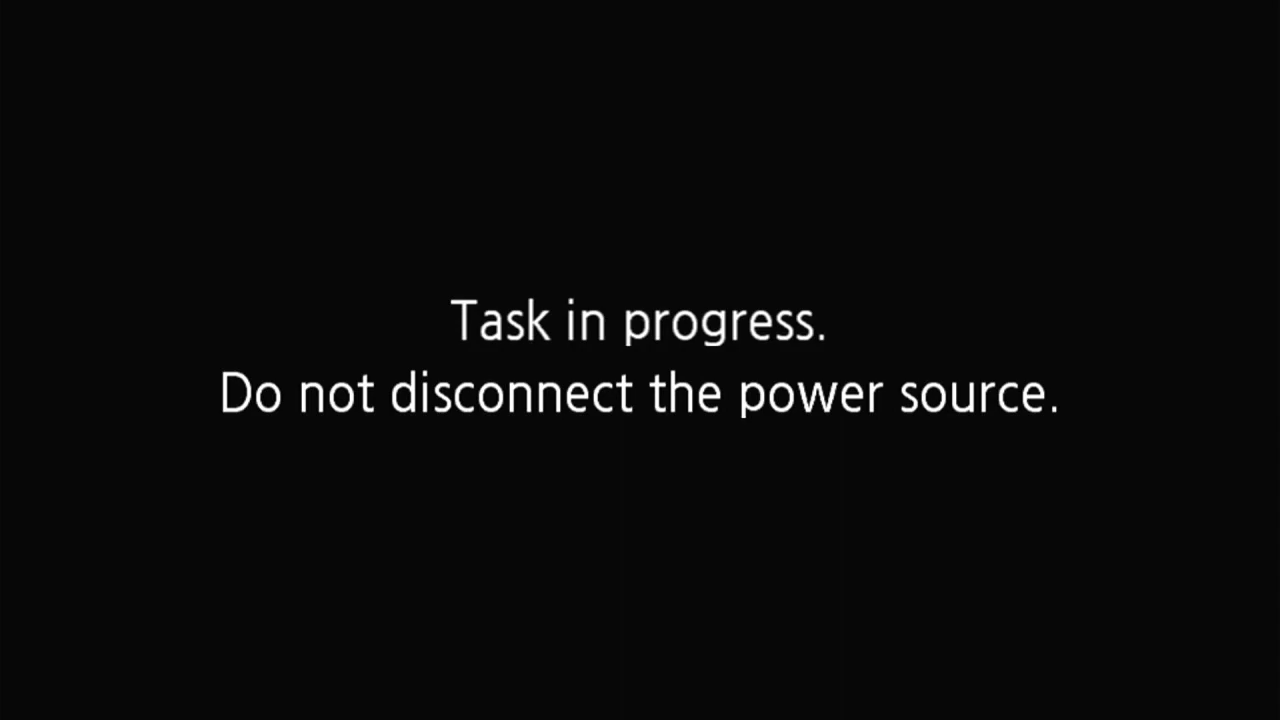 Task in progress.
Do not disconnect the power source.